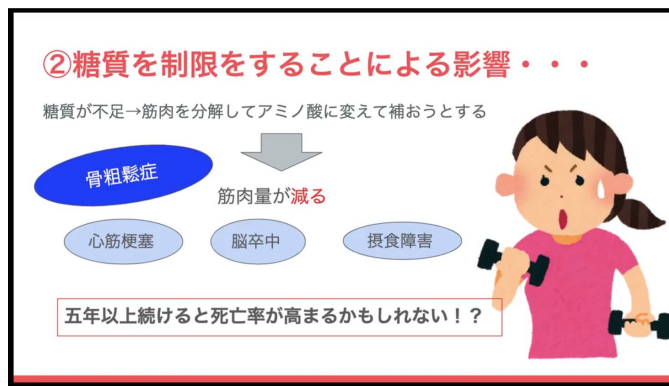 ②糖質を制限をすることによる影響・・・
糖質が不足→筋肉を分解してアミノ酸に変えて補おうとする
骨粗鬆症
筋肉量が減る
心筋梗塞
脳卒中
摂食障害
五年以上続けると死亡率が高まるかもしれない！？